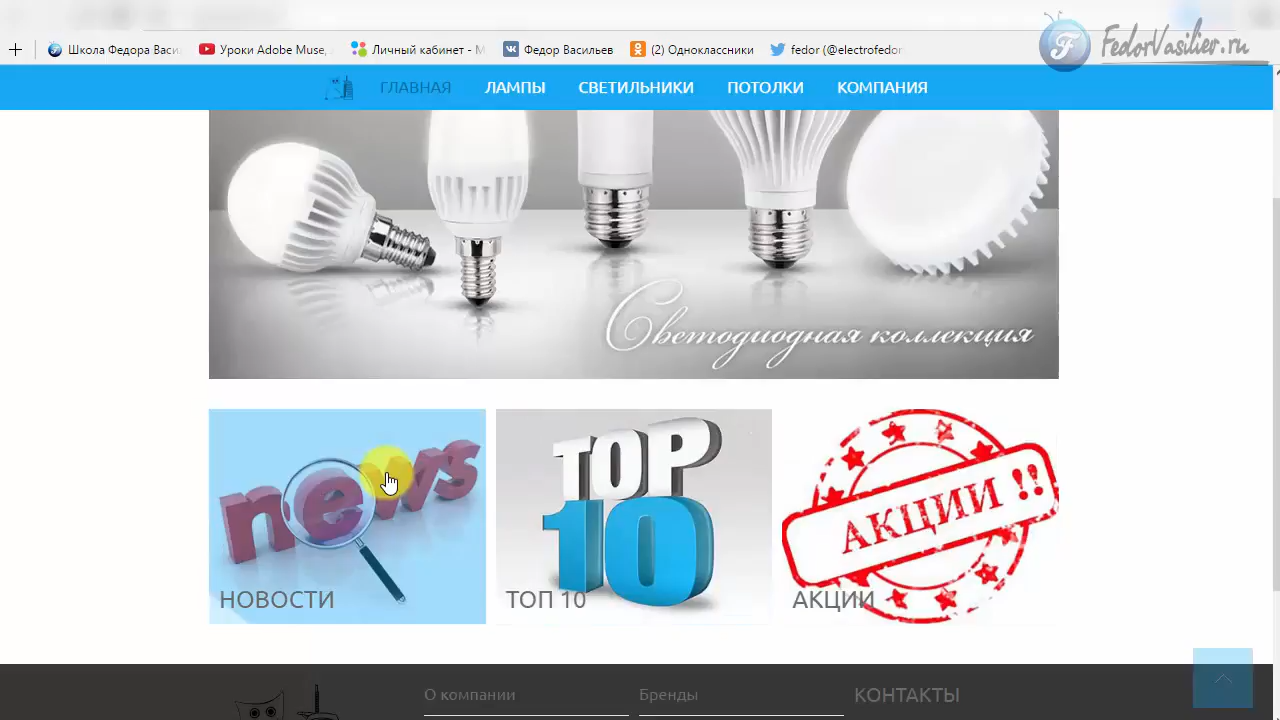 Школа Федора Васи
Уроки Adobe Muse,
Личный кабинет - М
Федор Васильев
(2) Одноклассники
fedor (@electrofedor
FedorVasiliev.ru
ГЛАВНАЯ
ЛАМПЫ
СВЕТИЛЬНИКИ
ПОТОЛКИ
КОМПАНИЯ
Светодиодная коллекция
news
НОВОСТИ
TOP
10
ТОП 10
АКЦИИ !!
АКЦИИ
О компании
Бренды
КОНТАКТЫ